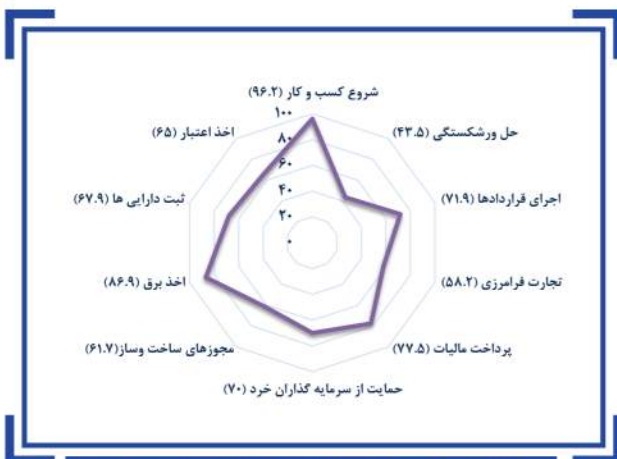 شروع کسب و کار (۹۶.۲)
حل ورشکستگی (۴۳.۵)
اجرای قراردادها (۷۱.۹)
تجارت فرامرزی (۵۸.۲)
پرداخت مالیات (۷۷.۵)
حمایت از سرمایه گذاران خرد (۷۰)
مجوزهای ساخت وساز(۶۱.۷)
اخذ برق (۸۶.۹)
ثبت دارایی ها (۶۷.۹)
اخذ اعتبار (۶۵)
۱۰۰
۸۰
۶۰
۴۰
۲۰
۰